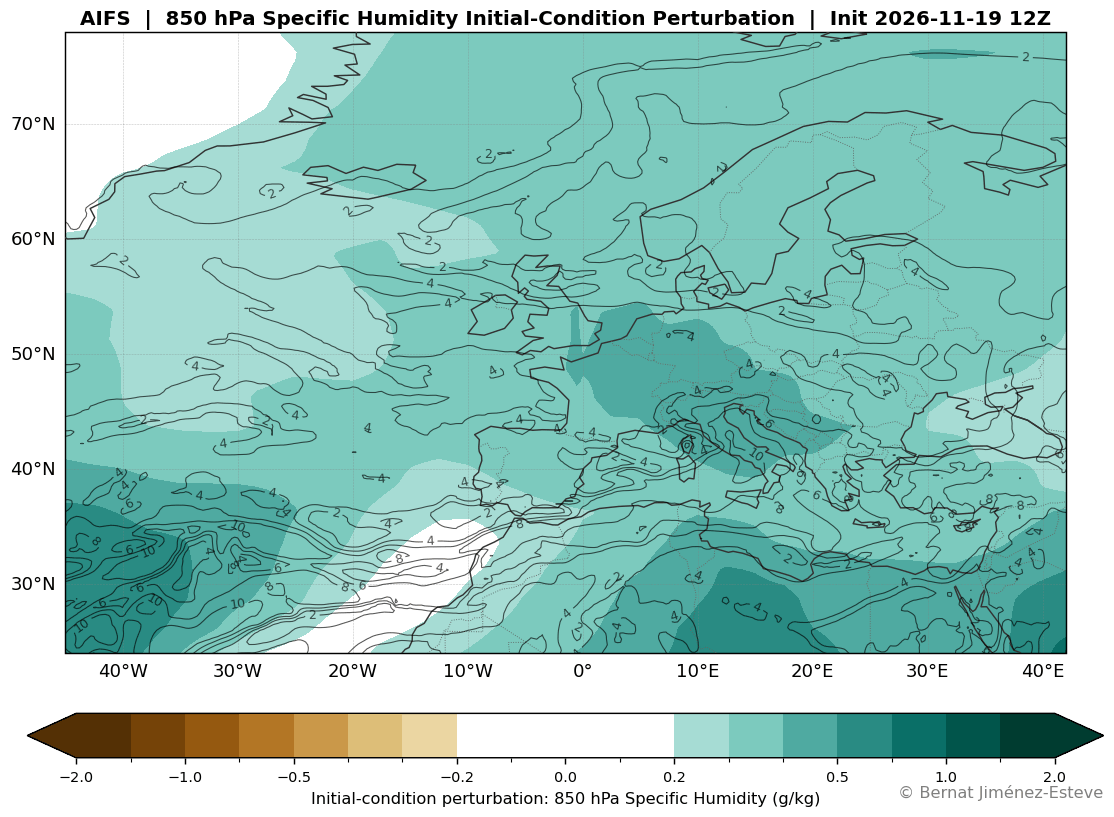 AIFS | 850 hPa Specific Humidity Initial-Condition Perturbation | Init 2026-11-19 12Z
70°N
60°N
50°N
40°N
30°N
40°W 30°W 20°W 10°W 0° 10°E 20°E 30°E 40°E
−2.0 −1.0 −0.5 −0.2 0.0 0.2 0.5 1.0 2.0
Initial-condition perturbation: 850 hPa Specific Humidity (g/kg)
© Bernat Jiménez-Esteve